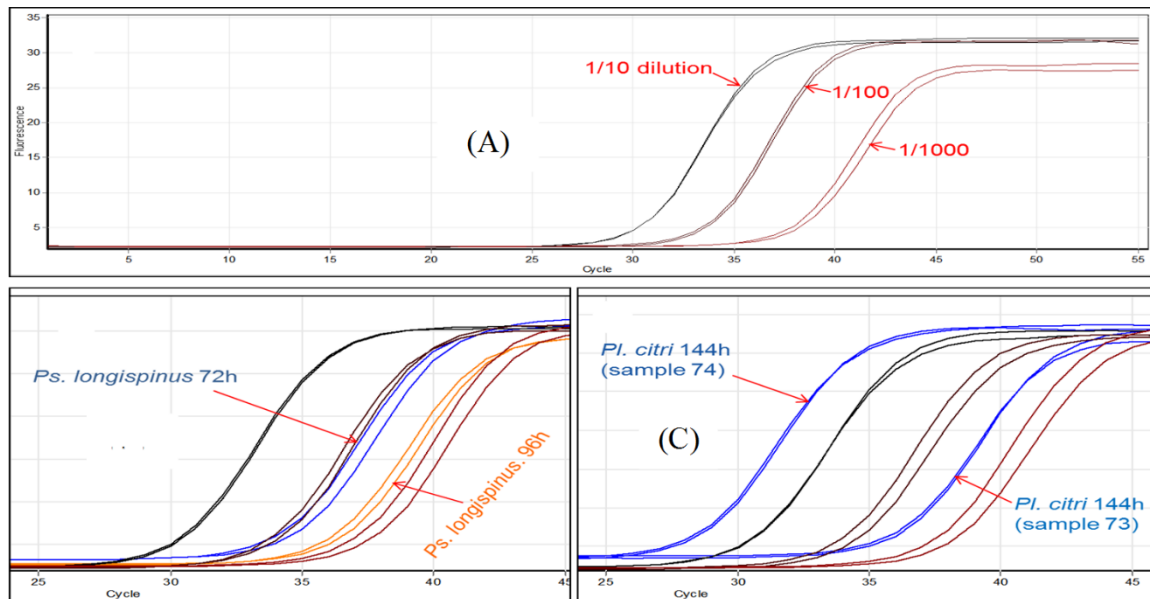 35
30
25
20
15
10
5
Fluorescence
1/10 dilution
1/100
1/1000
(A)
5
10
15
20
25
30
35
40
45
50
55
Cycle
Ps. longispinus 72h
Ps. longispinus. 96h
25
30
35
40
45
Cycle
Pl. citri 144h
(sample 74)
(C)
Pl. citri 144h
(sample 73)
25
30
35
40
45
Cycle